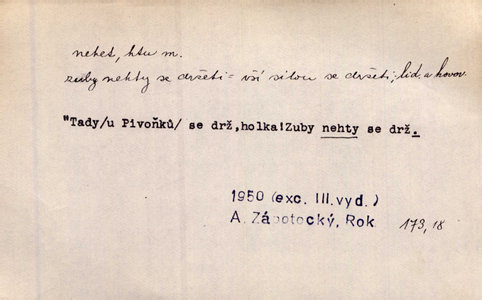 nehet, htu m.
zuby nehty se držeti = vší silou se držeti; lid. a hovor.
"Tady/u Pivoňků/ se drž,holka!Zuby nehty se drž.
1950 (exc. III. vyd.)
A. Zápotocký, Rok 173, 18